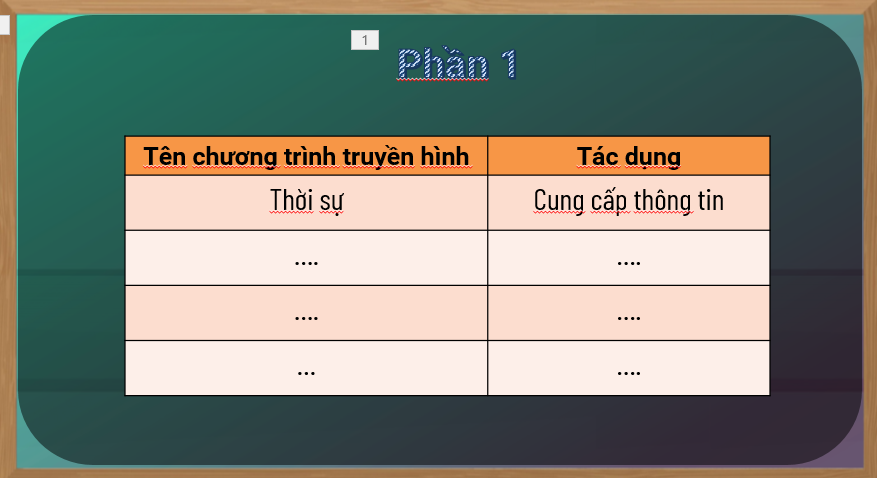 1
Phần 1
Tên chương trình truyền hình Tác dụng
Thời sự Cung cấp thông tin
.... ....
.... ....
... ....